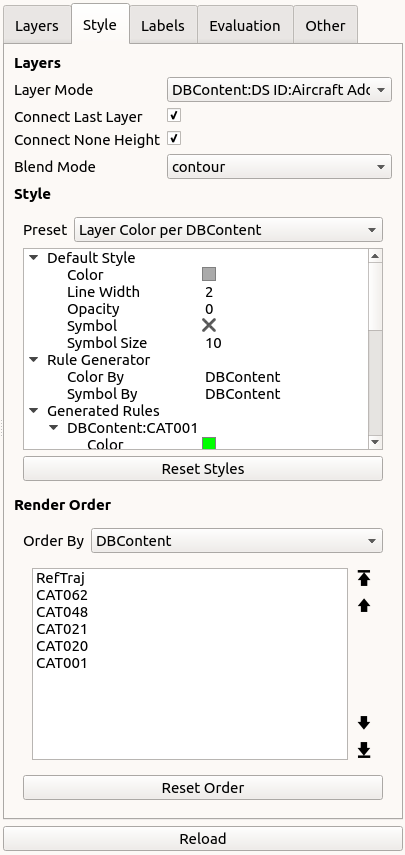 Layers Style Labels Evaluation Other
Layers
Layer Mode DBContent:DS ID:Aircraft Adc
Connect Last Layer
Connect None Height
Blend Mode contour
Style
Preset Layer Color per DBContent
Default Style
Color
Line Width 2
Opacity 0
Symbol
Symbol Size 10
Rule Generator
Color By DBContent
Symbol By DBContent
Generated Rules
DBContent:CAT001
Color
Reset Styles
Render Order
Order By DBContent
RefTraj
CAT062
CAT048
CAT021
CAT020
CAT001
Reset Order
Reload